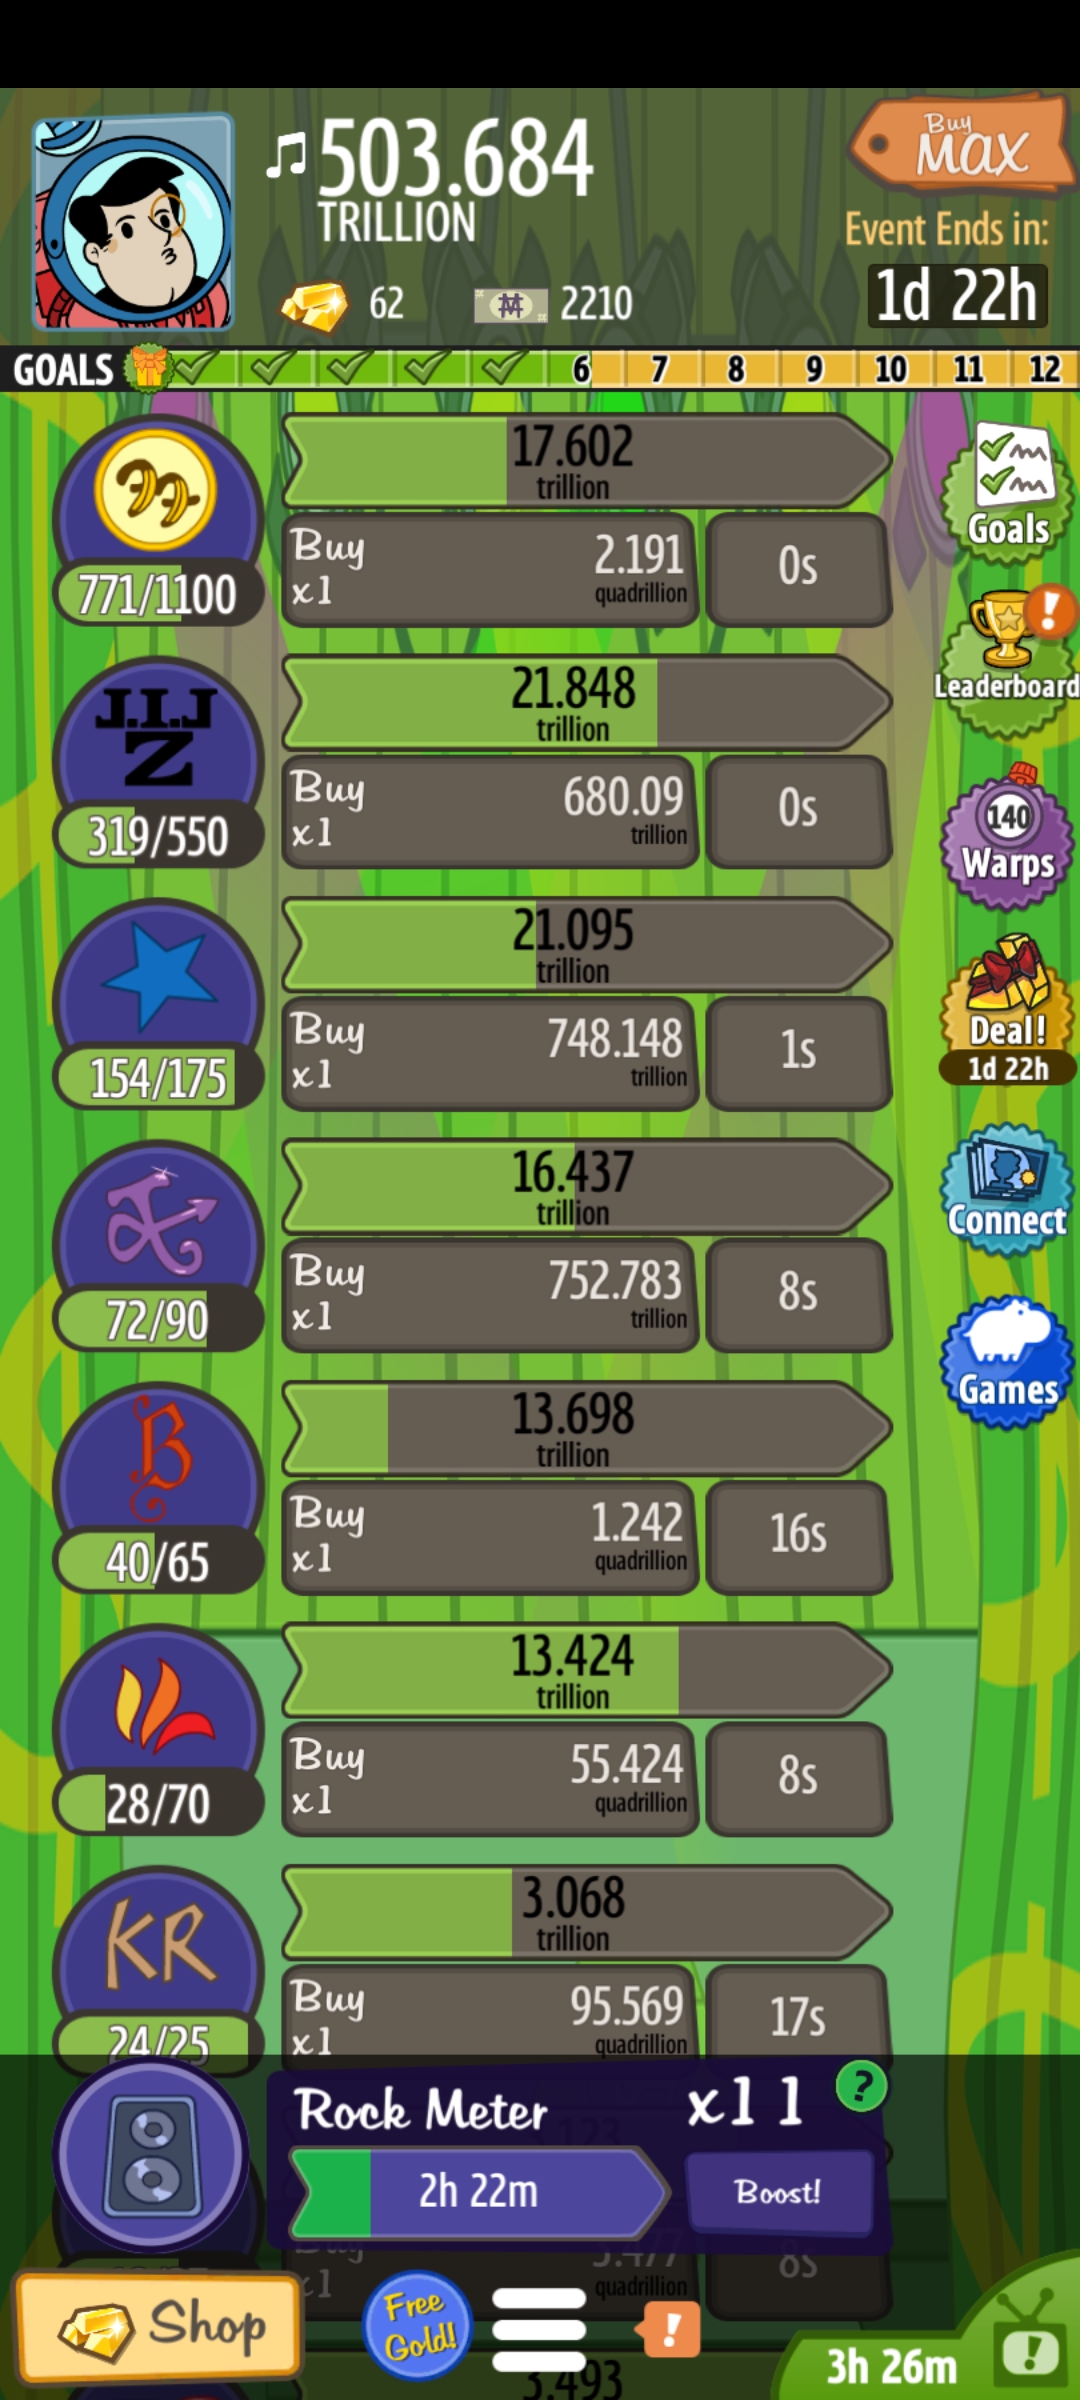 503.684
TRILLION
Buy
MAX
Event Ends in:
1d 22h
62
2210
GOALS 6 7 8 9 10 11 12
17.602
trillion
771/1100
Buy
x1
2.191
quadrillion
0s
Goals
J.I.J
Z
21.848
trillion
319/550
Buy
x1
680.09
trillion
0s
Leaderboard
21.095
trillion
154/175
Buy
x1
748.148
trillion
1s
140
Warps
Deal!
1d 22h
16.437
trillion
72/90
Buy
x1
752.783
trillion
8s
Connect
B
13.698
trillion
40/65
Buy
x1
1.242
quadrillion
16s
Games
13.424
trillion
28/70
Buy
x1
55.424
quadrillion
8s
KR
3.068
trillion
24/25
Buy
x1
95.569
quadrillion
17s
Rock Meter
x11
?
2h 22m
Boost!
Buy
x1
quadrillion
8s
Shop
Free
Gold!
!
3.493
3h 26m
!